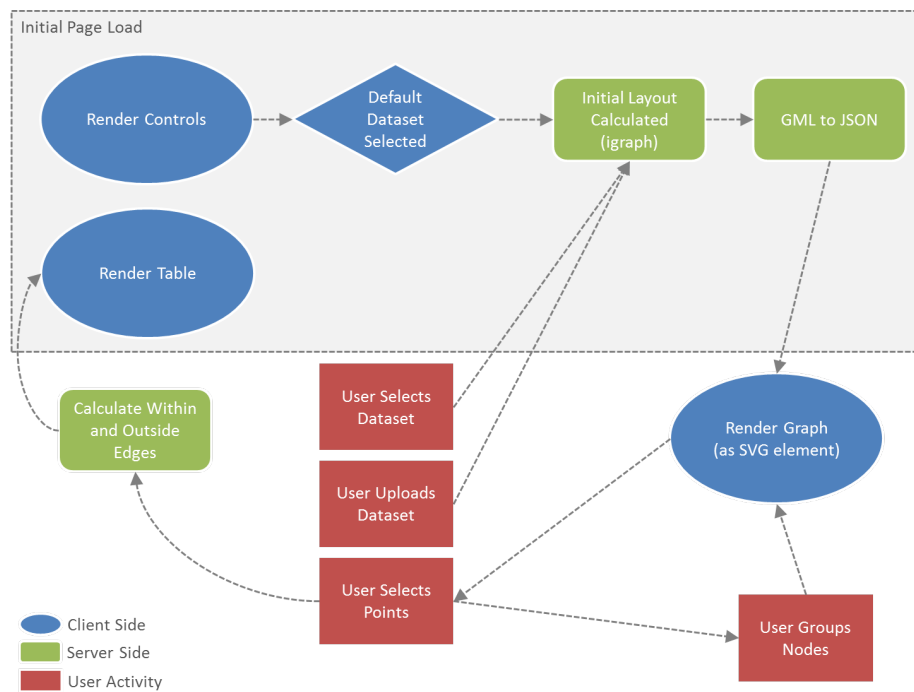 Initial Page Load
Render Controls
Default
Dataset
Selected
Initial Layout
Calculated
(igraph)
GML to JSON
Render Table
User Selects
Dataset
Calculate Within
and Outside
Edges
Render Graph
(as SVG element)
User Uploads
Dataset
User Selects
Points
User Groups
Nodes
Client Side
Server Side
User Activity